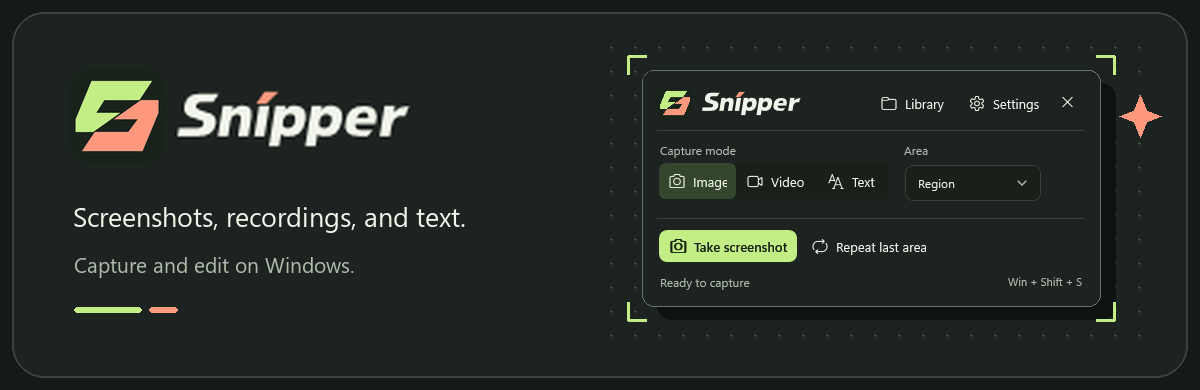 Snipper
Screenshots, recordings, and text.
Capture and edit on Windows.
Snipper
Library
Settings
Capture mode
Area
Image
Video
Text
Region
Take screenshot
Repeat last area
Ready to capture
Win + Shift + S